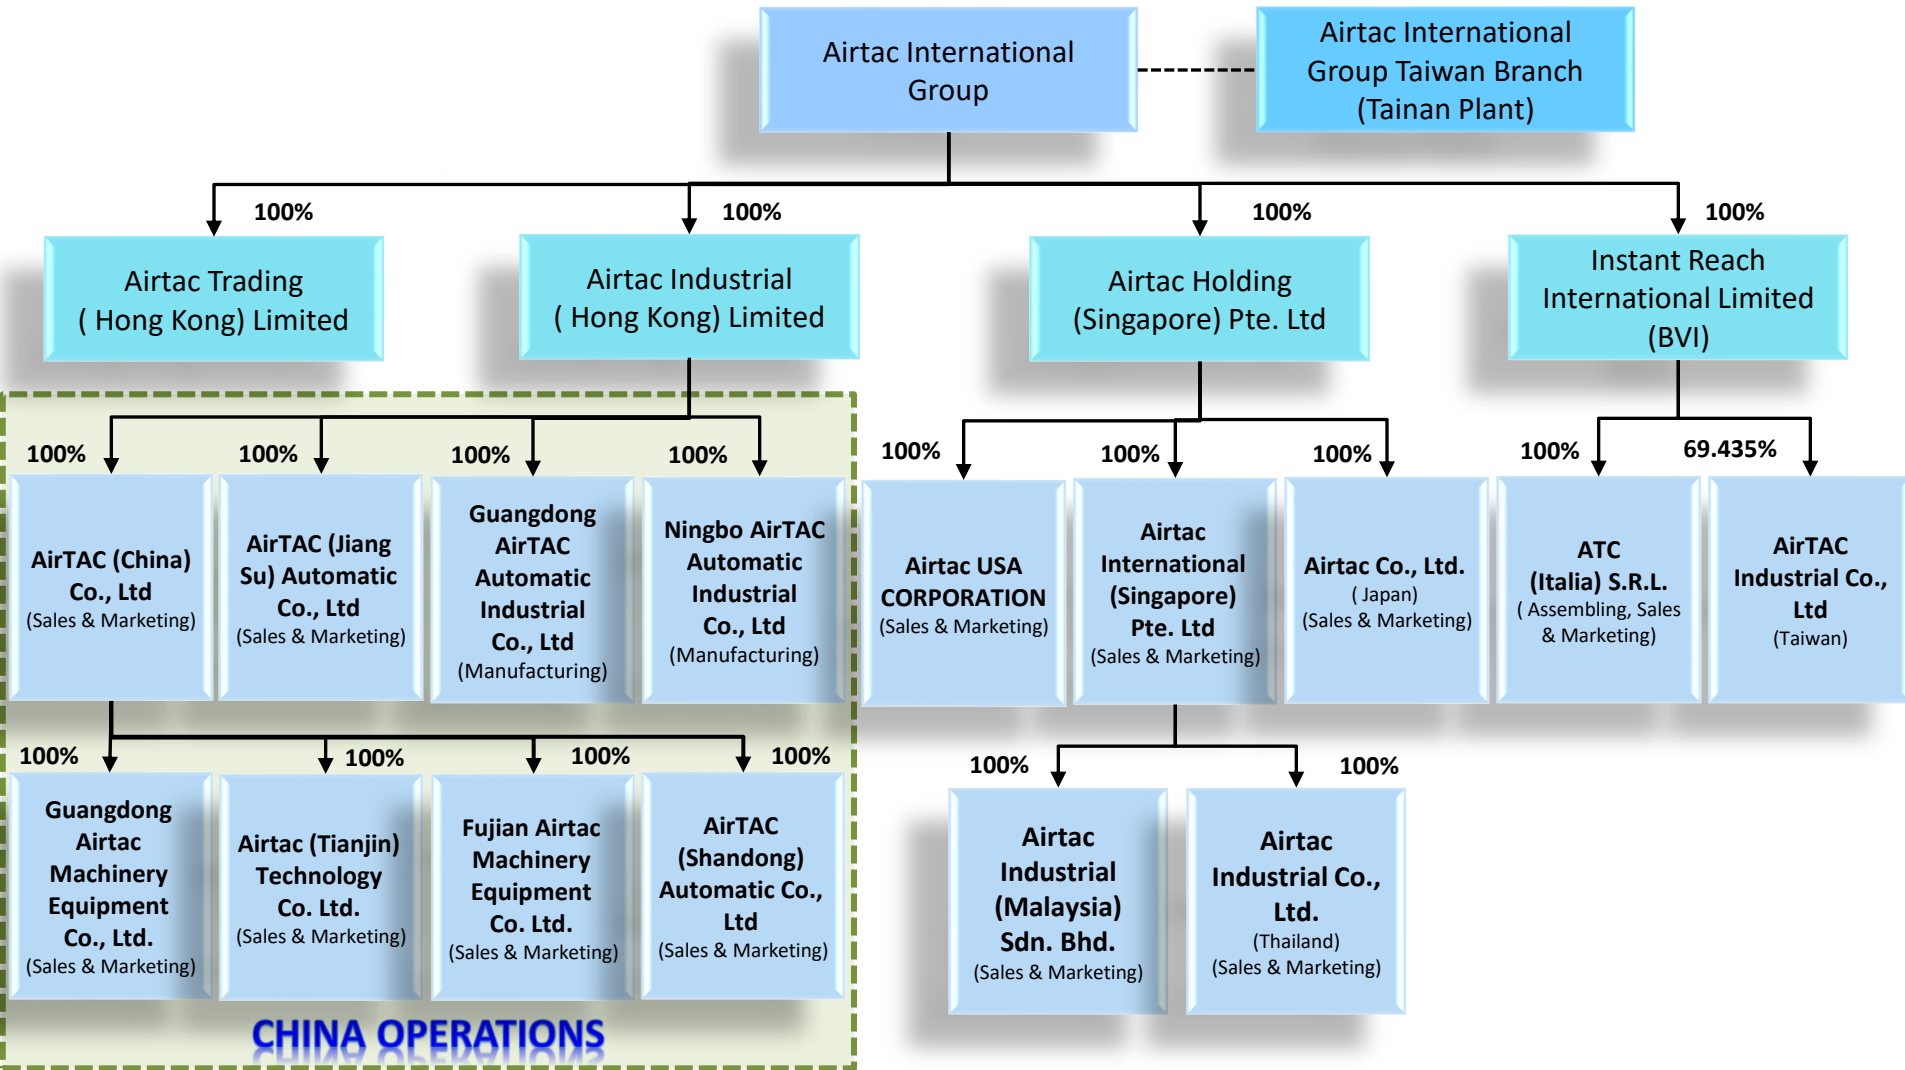 Airtac International
Group
Airtac International
Group Taiwan Branch
(Tainan Plant)
100%
100%
100%
100%
Airtac Trading
( Hong Kong) Limited
Airtac Industrial
( Hong Kong) Limited
Airtac Holding
(Singapore) Pte. Ltd
Instant Reach
International Limited
(BVI)
100%
100%
100%
100%
100%
100%
100%
100%
69.435%
AirTAC (China)
Co., Ltd
(Sales & Marketing)
AirTAC (Jiang
Su) Automatic
Co., Ltd
(Sales & Marketing)
Guangdong
AirTAC
Automatic
Industrial
Co., Ltd
(Manufacturing)
Ningbo AirTAC
Automatic
Industrial
Co., Ltd
(Manufacturing)
Airtac USA
CORPORATION
(Sales & Marketing)
Airtac
International
(Singapore)
Pte. Ltd
(Sales & Marketing)
Airtac Co., Ltd.
( Japan)
(Sales & Marketing)
ATC
(Italia) S.R.L.
( Assembling, Sales
& Marketing)
AirTAC
Industrial Co.,
Ltd
(Taiwan)
100%
100%
100%
100%
100%
100%
Guangdong
Airtac
Machinery
Equipment
Co., Ltd.
(Sales & Marketing)
Airtac (Tianjin)
Technology
Co. Ltd.
(Sales & Marketing)
Fujian Airtac
Machinery
Equipment
Co. Ltd.
(Sales & Marketing)
AirTAC
(Shandong)
Automatic Co.,
Ltd
(Sales & Marketing)
Airtac
Industrial
(Malaysia)
Sdn. Bhd.
(Sales & Marketing)
Airtac
Industrial Co.,
Ltd.
(Thailand)
(Sales & Marketing)
CHINA OPERATIONS